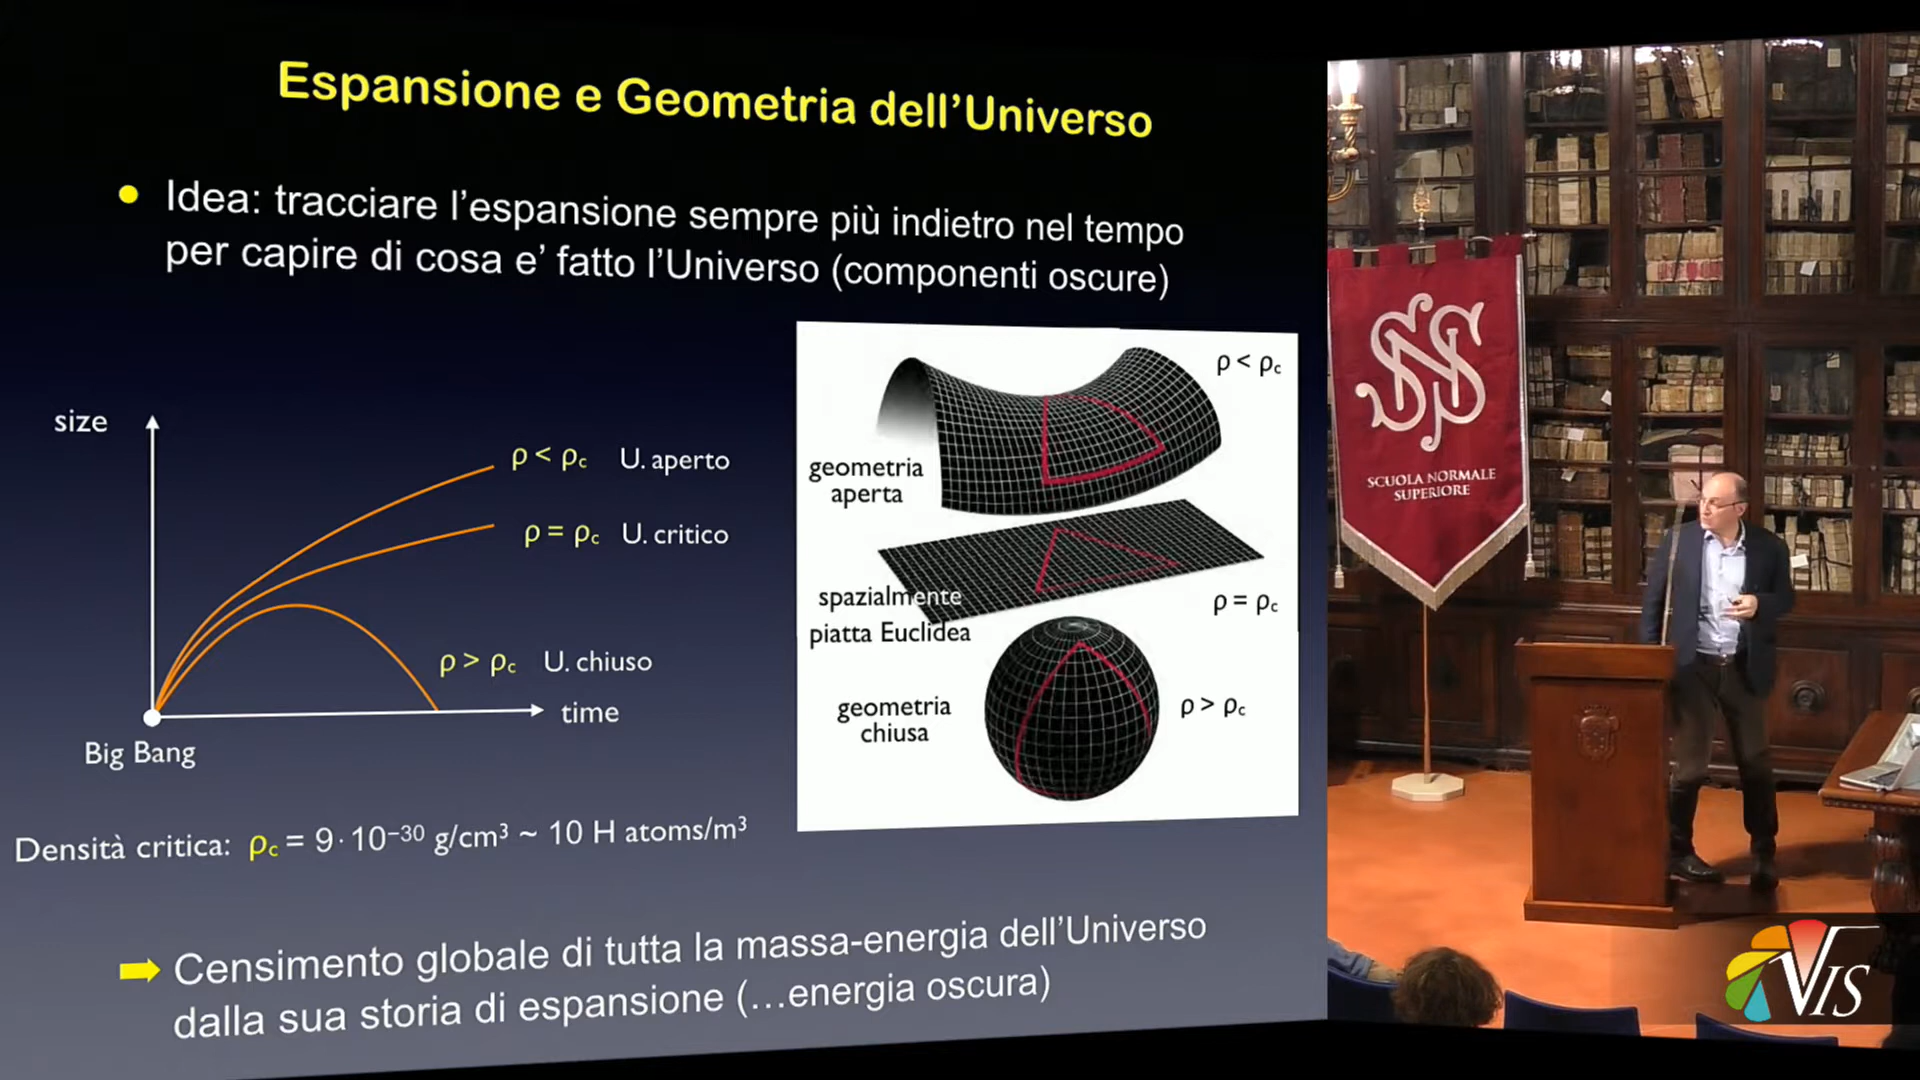 Espansione e Geometria dell'Universo
Idea: tracciare l'espansione sempre più indietro nel tempo
per capire di cosa e' fatto l'Universo (componenti oscure)
size
ρ < ρc U. aperto
ρ = ρc U. critico
ρ > ρc U. chiuso
time
Big Bang
ρ < ρc
geometria
aperta
spazialmente
piatta Euclidea
ρ = ρc
geometria
chiusa
ρ > ρc
Densità critica: ρc = 9·10⁻³⁰ g/cm³ ~ 10 H atoms/m³
Censimento globale di tutta la massa-energia dell'Universo
dalla sua storia di espansione (…energia oscura)
SNS
SCUOLA NORMALE
SUPERIORE
VIS